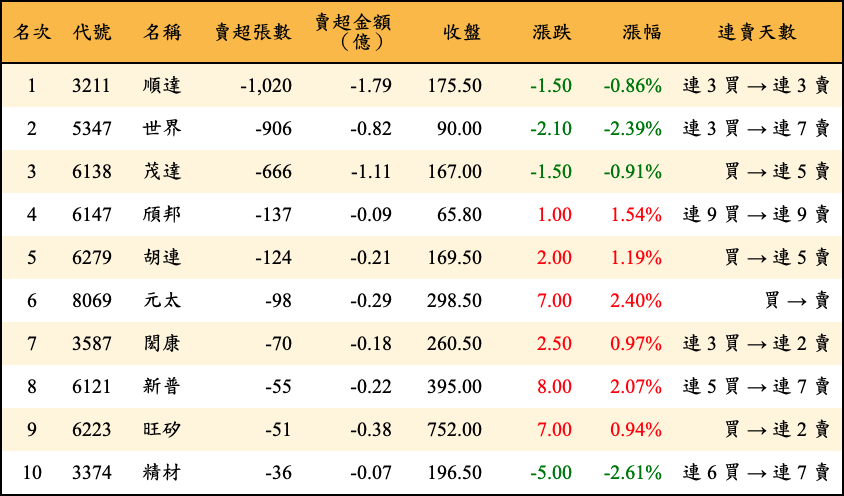 名次 代號 名稱 賣超張數 賣超金額（億） 收盤 漲跌 漲幅 連賣天數
1 3211 順達 -1,020 -1.79 175.50 -1.50 -0.86% 連 3 買 → 連 3 賣
2 5347 世界 -906 -0.82 90.00 -2.10 -2.39% 連 3 買 → 連 7 賣
3 6138 茂達 -666 -1.11 167.00 -1.50 -0.91% 買 → 連 5 賣
4 6147 頎邦 -137 -0.09 65.80 1.00 1.54% 連 9 買 → 連 9 賣
5 6279 胡連 -124 -0.21 169.50 2.00 1.19% 買 → 連 5 賣
6 8069 元太 -98 -0.29 298.50 7.00 2.40% 買 → 賣
7 3587 閎康 -70 -0.18 260.50 2.50 0.97% 連 3 買 → 連 2 賣
8 6121 新普 -55 -0.22 395.00 8.00 2.07% 連 5 買 → 連 7 賣
9 6223 旺矽 -51 -0.38 752.00 7.00 0.94% 買 → 連 2 賣
10 3374 精材 -36 -0.07 196.50 -5.00 -2.61% 連 6 買 → 連 7 賣